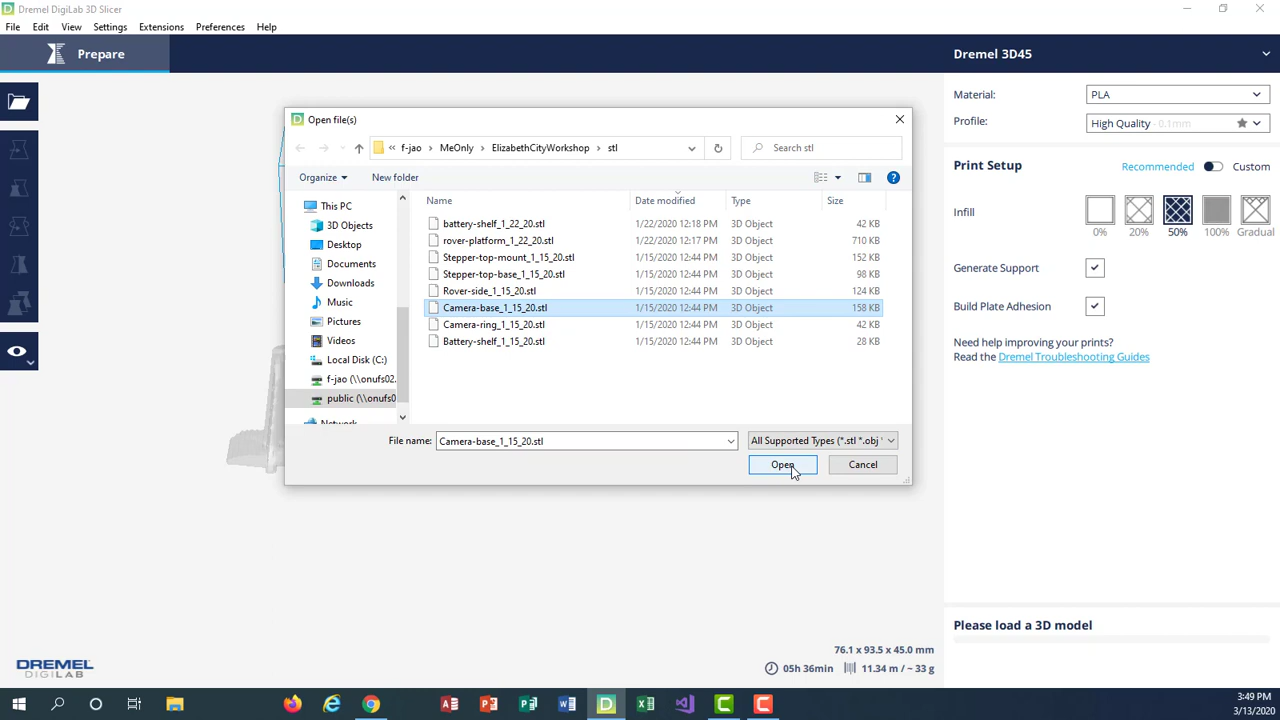 Dremel DigiLab 3D Slicer
File Edit View Settings Extensions Preferences Help
Prepare
Dremel 3D45
Material: PLA
Profile: High Quality - 0.1mm
Print Setup Recommended Custom
Infill
0% 20% 50% 100% Gradual
Generate Support
Build Plate Adhesion
Need help improving your prints?
Read the Dremel Troubleshooting Guides
Please load a 3D model
Open file(s)
« f-jao › MeOnly › ElizabethCityWorkshop › stl
Search stl
Organize New folder
This PC
3D Objects
Desktop
Documents
Downloads
Music
Pictures
Videos
Local Disk (C:)
f-jao (\\onufs02.
public (\\onufs0
Name Date modified Type Size
battery-shelf_1_22_20.stl 1/22/2020 12:18 PM 3D Object 42 KB
rover-platform_1_22_20.stl 1/22/2020 12:17 PM 3D Object 710 KB
Stepper-top-mount_1_15_20.stl 1/15/2020 12:44 PM 3D Object 152 KB
Stepper-top-base_1_15_20.stl 1/15/2020 12:44 PM 3D Object 98 KB
Rover-side_1_15_20.stl 1/15/2020 12:44 PM 3D Object 124 KB
Camera-base_1_15_20.stl 1/15/2020 12:44 PM 3D Object 158 KB
Camera-ring_1_15_20.stl 1/15/2020 12:44 PM 3D Object 42 KB
Battery-shelf_1_15_20.stl 1/15/2020 12:44 PM 3D Object 28 KB
File name: Camera-base_1_15_20.stl
All Supported Types (*.stl *.obj
Open Cancel
76.1 x 93.5 x 45.0 mm
05h 36min 11.34 m / ~ 33 g
DREMEL
DIGILAB
3:49 PM
3/13/2020